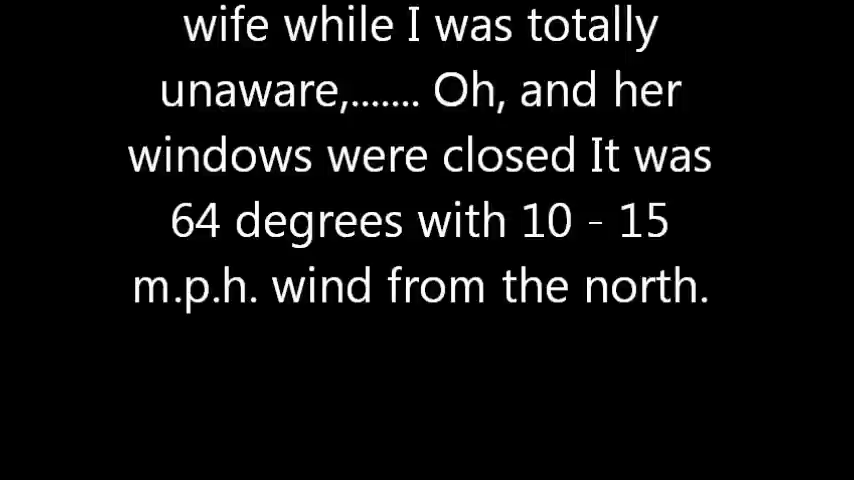 wife while I was totally
unaware,....... Oh, and her
windows were closed It was
64 degrees with 10 - 15
m.p.h. wind from the north.